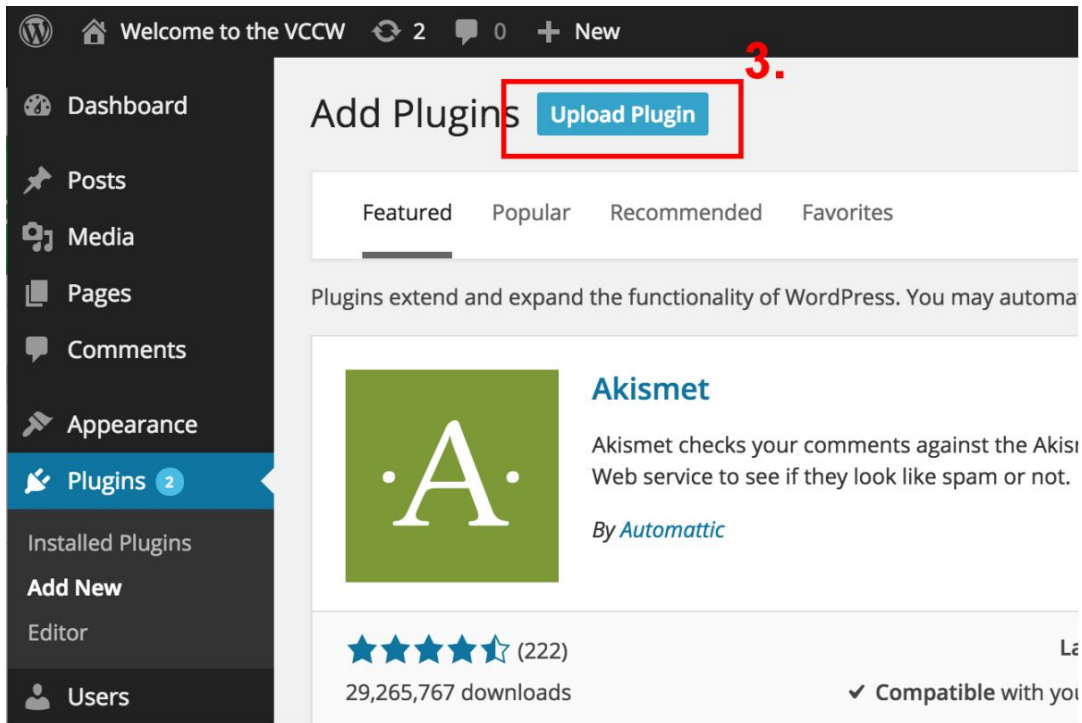 Welcome to the VCCW 2 0 New
3.
Dashboard
Posts
Media
Pages
Comments
Appearance
Plugins 2
Installed Plugins
Add New
Editor
Users
Add Plugins Upload Plugin
Featured Popular Recommended Favorites
Plugins extend and expand the functionality of WordPress. You may
·A·
Akismet
Akismet checks your comments against the
Web service to see if they look like spam or not.
By Automattic
(222)
29,265,767 downloads
Compatible with